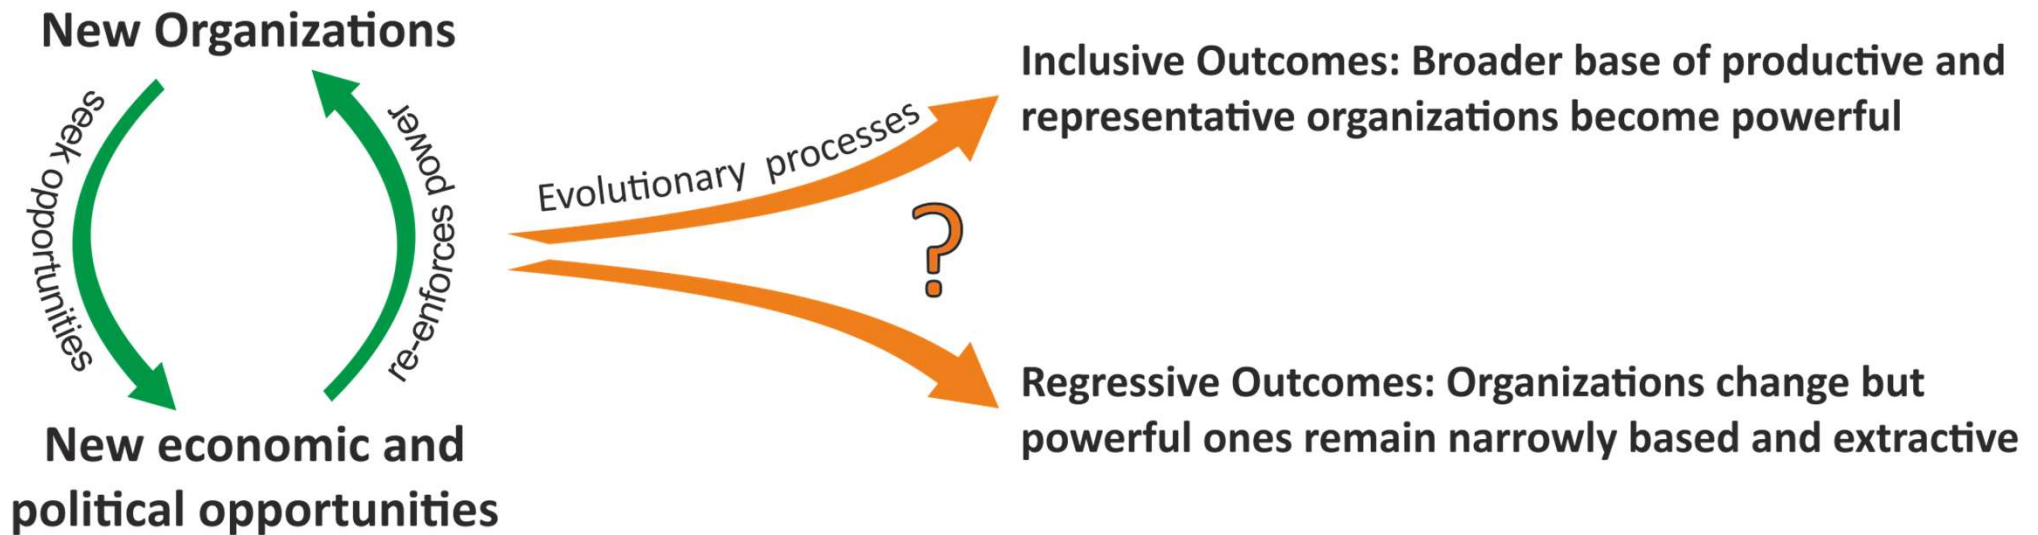 New Organizations
seek opportunities
re-enforces power
New economic and
political opportunities
Evolutionary processes
?
Inclusive Outcomes: Broader base of productive and
representative organizations become powerful
Regressive Outcomes: Organizations change but
powerful ones remain narrowly based and extractive